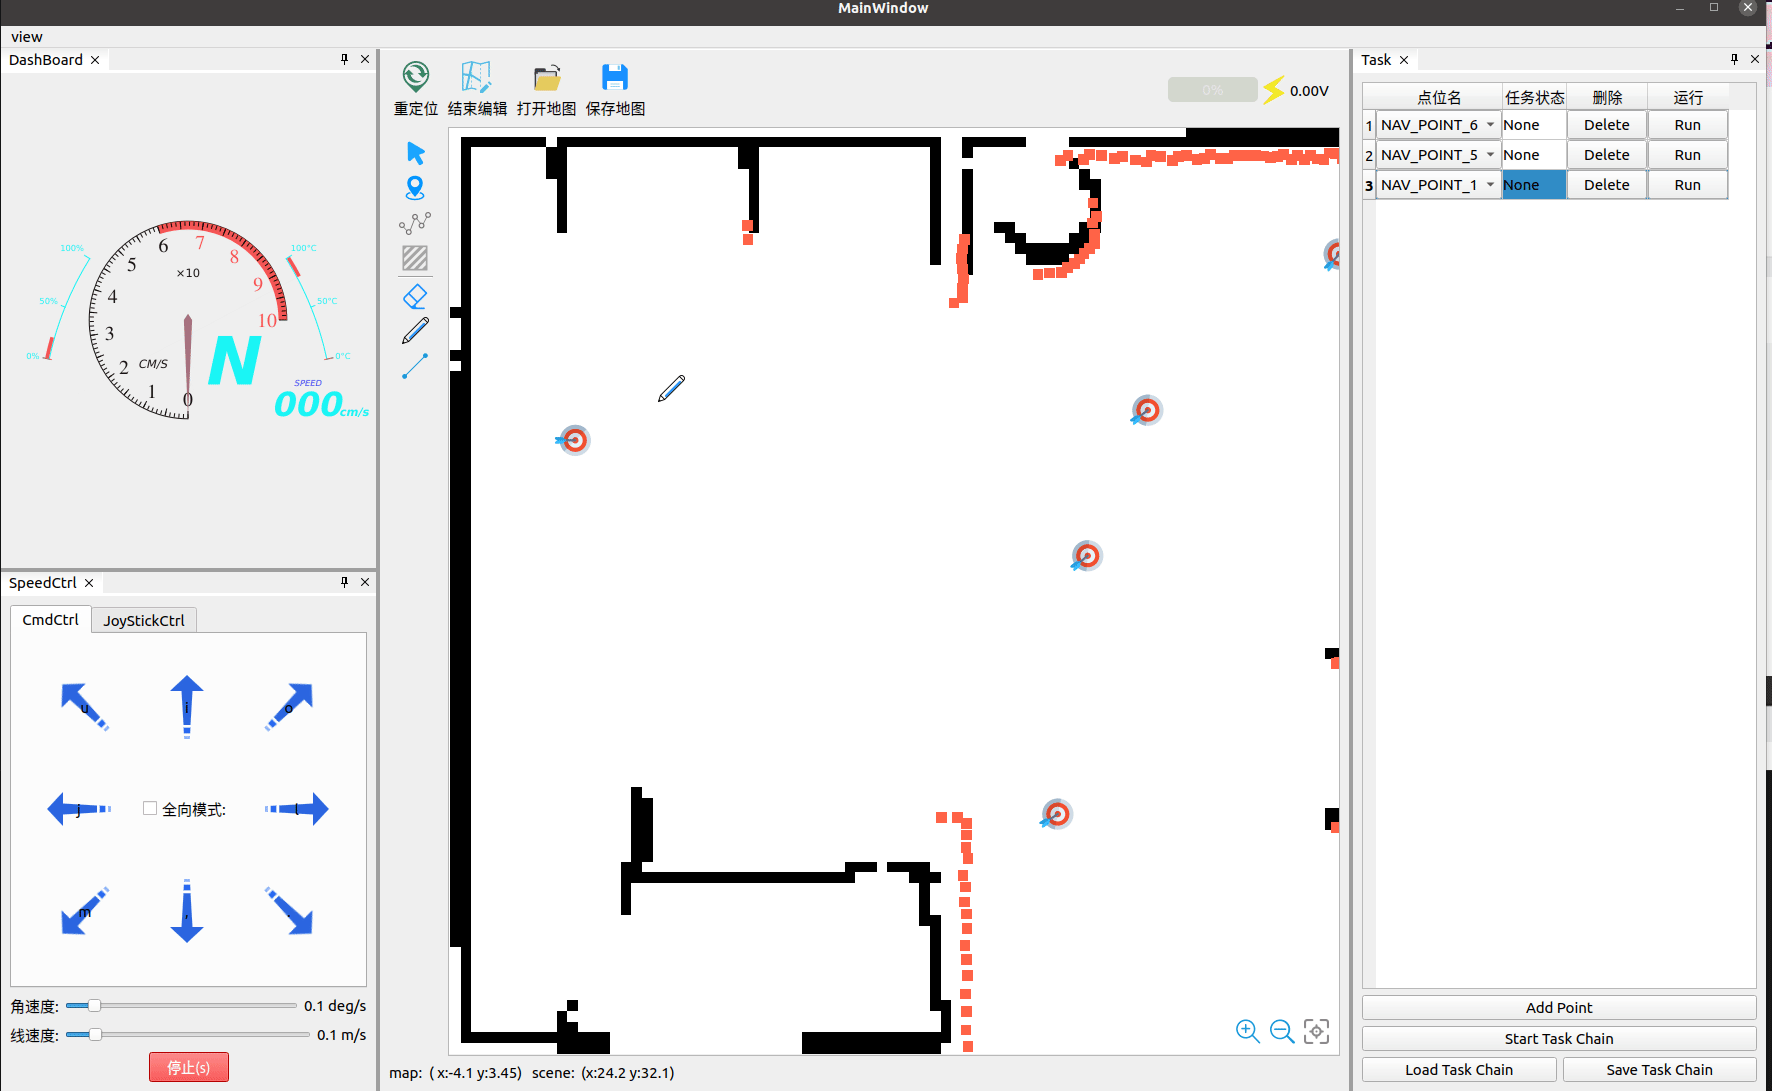 MainWindow
view
DashBoard
100%
50%
0%
0
1
2
3
4
5
6
7
8
9
10
×10
CM/S
N
100°C
50°C
0°C
SPEED
000cm/s
SpeedCtrl
CmdCtrl JoyStickCtrl
u i o
j 全向模式: l
m , .
角速度: 0.1 deg/s
线速度: 0.1 m/s
停止(s)
重定位 结束编辑 打开地图 保存地图
0% 0.00V
map: (x:-4.1 y:3.45) scene: (x:24.2 y:32.1)
Task
点位名 任务状态 删除 运行
1 NAV_POINT_6 None Delete Run
2 NAV_POINT_5 None Delete Run
3 NAV_POINT_1 None Delete Run
Add Point
Start Task Chain
Load Task Chain Save Task Chain